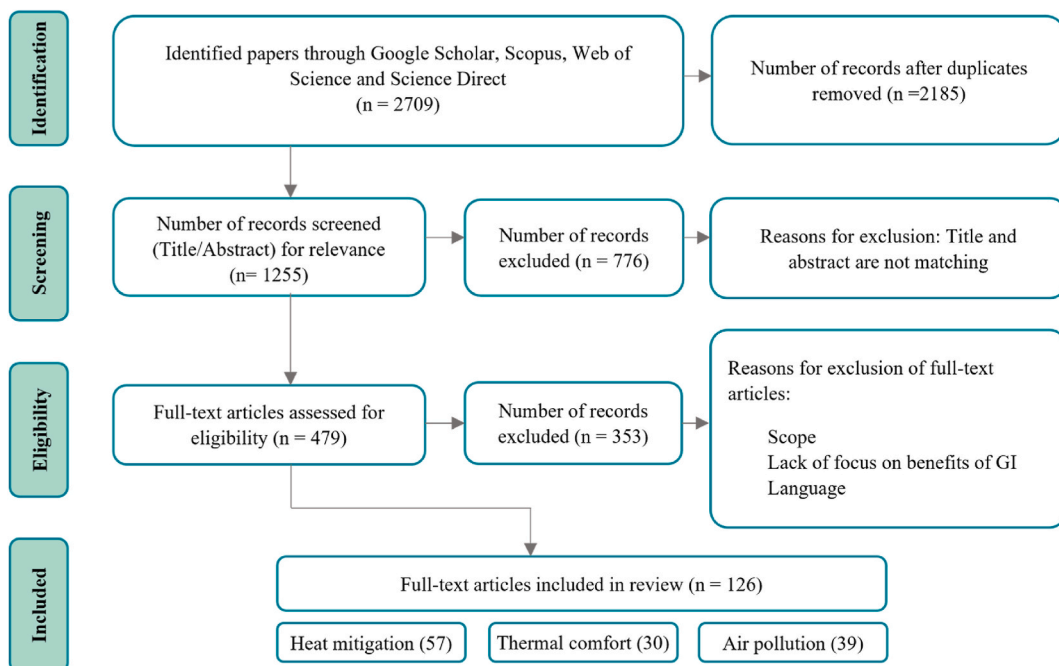 Identification
Identified papers through Google Scholar, Scopus, Web of
Science and Science Direct
(n = 2709)
Number of records after duplicates
removed (n =2185)
Screening
Number of records screened
(Title/Abstract) for relevance
(n= 1255)
Number of records
excluded (n = 776)
Reasons for exclusion: Title and
abstract are not matching
Eligibility
Full-text articles assessed for
eligibility (n = 479)
Number of records
excluded (n = 353)
Reasons for exclusion of full-text
articles:
Scope
Lack of focus on benefits of GI
Language
Included
Full-text articles included in review (n = 126)
Heat mitigation (57)
Thermal comfort (30)
Air pollution (39)